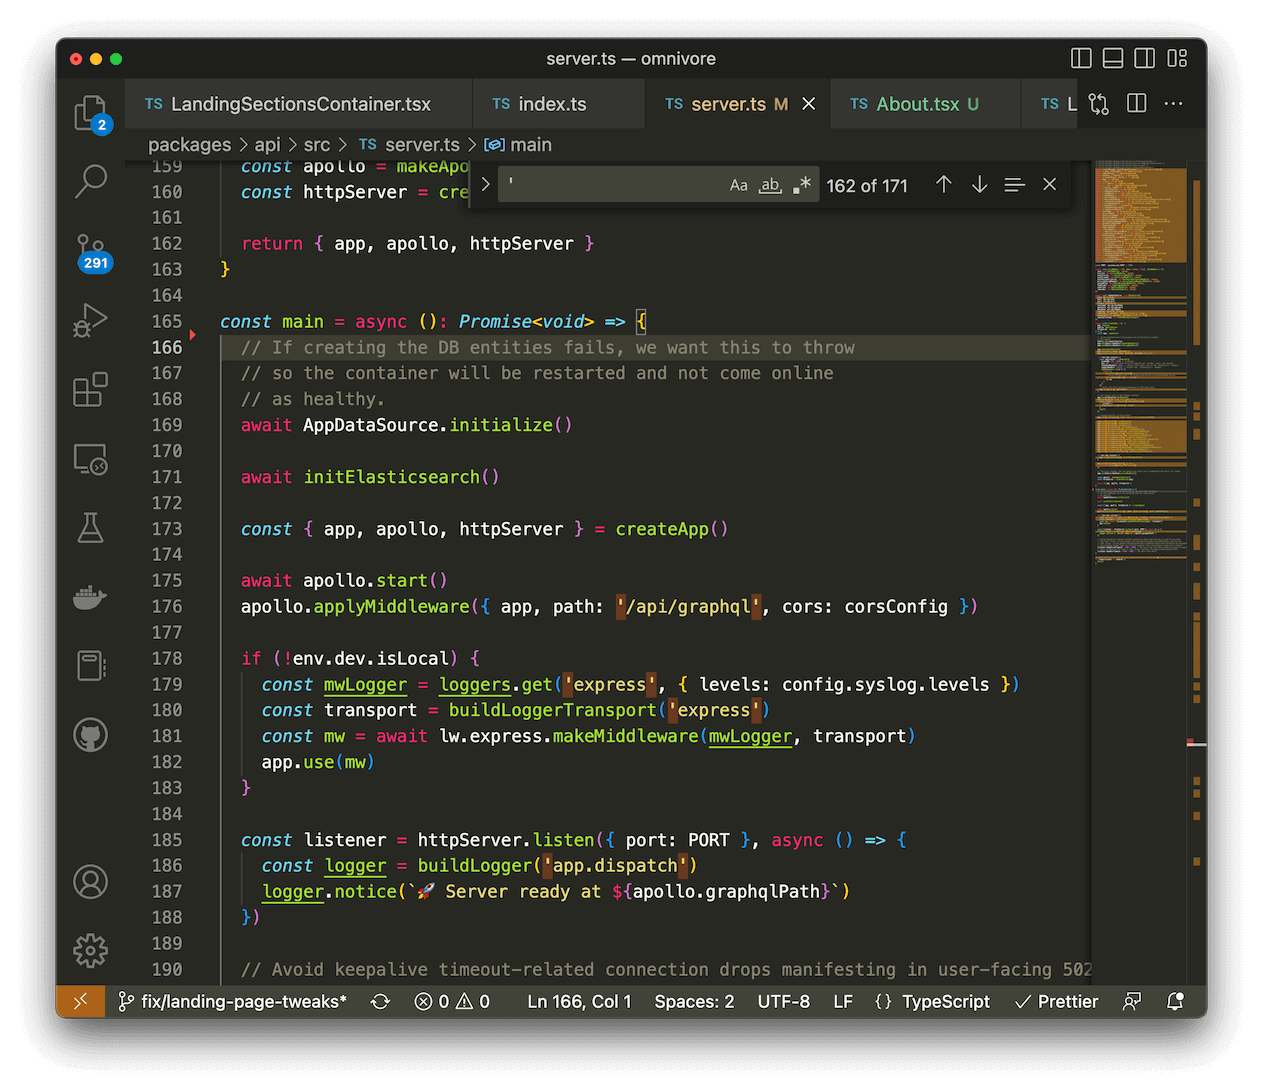 server.ts — omnivore
TS LandingSectionsContainer.tsx TS index.ts TS server.ts M TS About.tsx U TS L
packages > api > src > TS server.ts > main
' Aa ab .* 162 of 171
2
291
159 const apollo = makeApo
160 const httpServer = cre
161
162 return { app, apollo, httpServer }
163 }
164
165 const main = async (): Promise<void> => {
166 // If creating the DB entities fails, we want this to throw
167 // so the container will be restarted and not come online
168 // as healthy.
169 await AppDataSource.initialize()
170
171 await initElasticsearch()
172
173 const { app, apollo, httpServer } = createApp()
174
175 await apollo.start()
176 apollo.applyMiddleware({ app, path: '/api/graphql', cors: corsConfig })
177
178 if (!env.dev.isLocal) {
179 const mwLogger = loggers.get('express', { levels: config.syslog.levels })
180 const transport = buildLoggerTransport('express')
181 const mw = await lw.express.makeMiddleware(mwLogger, transport)
182 app.use(mw)
183 }
184
185 const listener = httpServer.listen({ port: PORT }, async () => {
186 const logger = buildLogger('app.dispatch')
187 logger.notice(`🚀 Server ready at ${apollo.graphqlPath}`)
188 })
189
190 // Avoid keepalive timeout-related connection drops manifesting in user-facing 502
fix/landing-page-tweaks* 0 0 Ln 166, Col 1 Spaces: 2 UTF-8 LF {} TypeScript ✓ Prettier